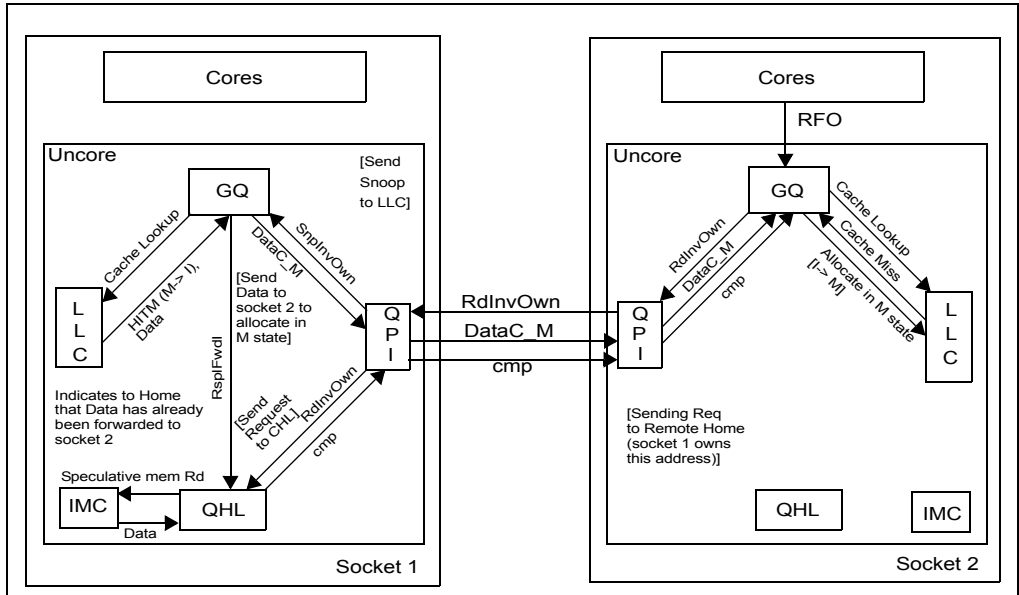 Cores
Uncore
[Send
Snoop
to LLC]
GQ
Cache Lookup
HITM (M-> I),
Data
SnpInvOwn
DataC_M
[Send
Data to
socket 2 to
allocate in
M state]
L
L
C
Q
P
I
RspIFwdI
Indicates to Home
that Data has already
been forwarded to
socket 2
[Send
Request
to CHL]
RdInvOwn
cmp
Speculative mem Rd
IMC
Data
QHL
Socket 1
RdInvOwn
DataC_M
cmp
Cores
RFO
Uncore
GQ
RdInvOwn
DataC_M
cmp
Cache Lookup
Cache Miss
Allocate in M state
[I-> M]
Q
P
I
L
L
C
[Sending Req
to Remote Home
(socket 1 owns
this address)]
QHL
IMC
Socket 2